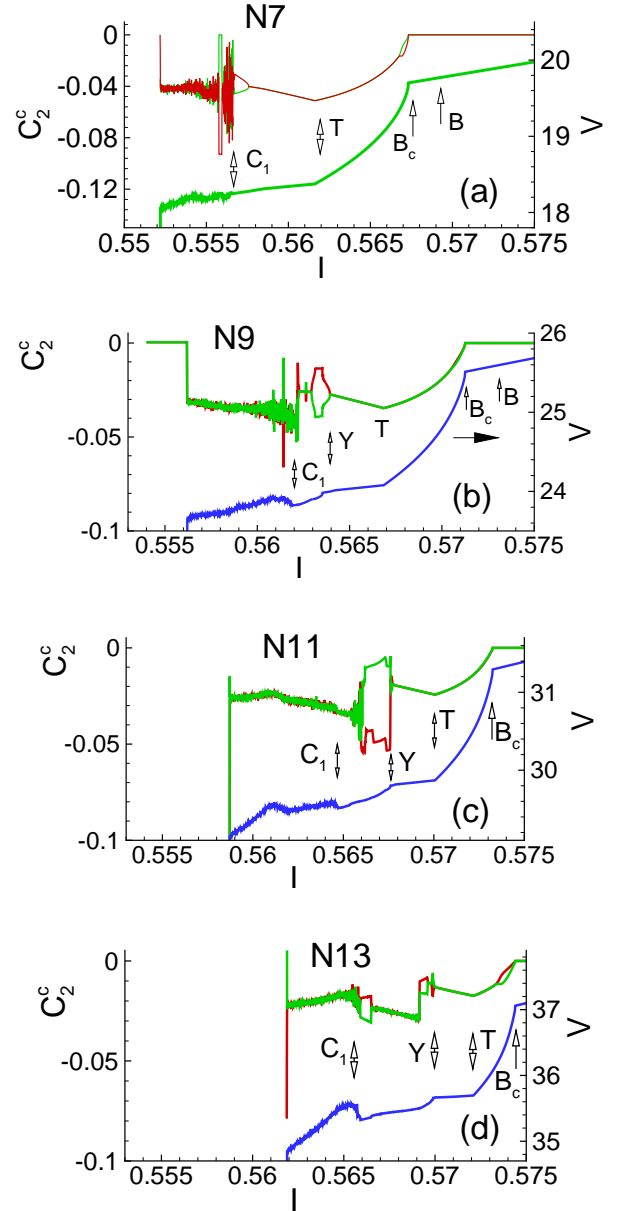 N7
0
-0.04
-0.08
-0.12
C₂ᶜ
20
19
18
V
T
B_c
B
C₁
(a)
0.55 0.555 0.56 0.565 0.57 0.575
I
N9
0
-0.05
-0.1
C₂ᶜ
26
25
24
V
T
B_c
B
Y
C₁
(b)
0.555 0.56 0.565 0.57 0.575
I
N11
0
-0.05
-0.1
C₂ᶜ
31
30
V
T
B_c
C₁
Y
(c)
0.555 0.56 0.565 0.57 0.575
I
N13
0
-0.05
-0.1
C₂ᶜ
37
36
35
V
C₁
Y
T
B_c
(d)
0.555 0.56 0.565 0.57 0.575
I